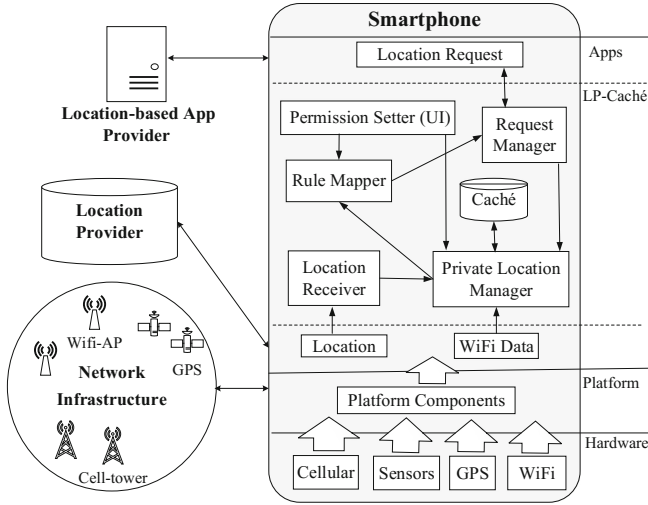 Smartphone
Location Request
Apps
LP-Caché
Location-based App
Provider
Permission Setter (UI)
Request
Manager
Rule Mapper
Caché
Location
Provider
Location
Receiver
Private Location
Manager
Wifi-AP
GPS
Network
Infrastructure
Cell-tower
Location
WiFi Data
Platform
Platform Components
Hardware
Cellular
Sensors
GPS
WiFi